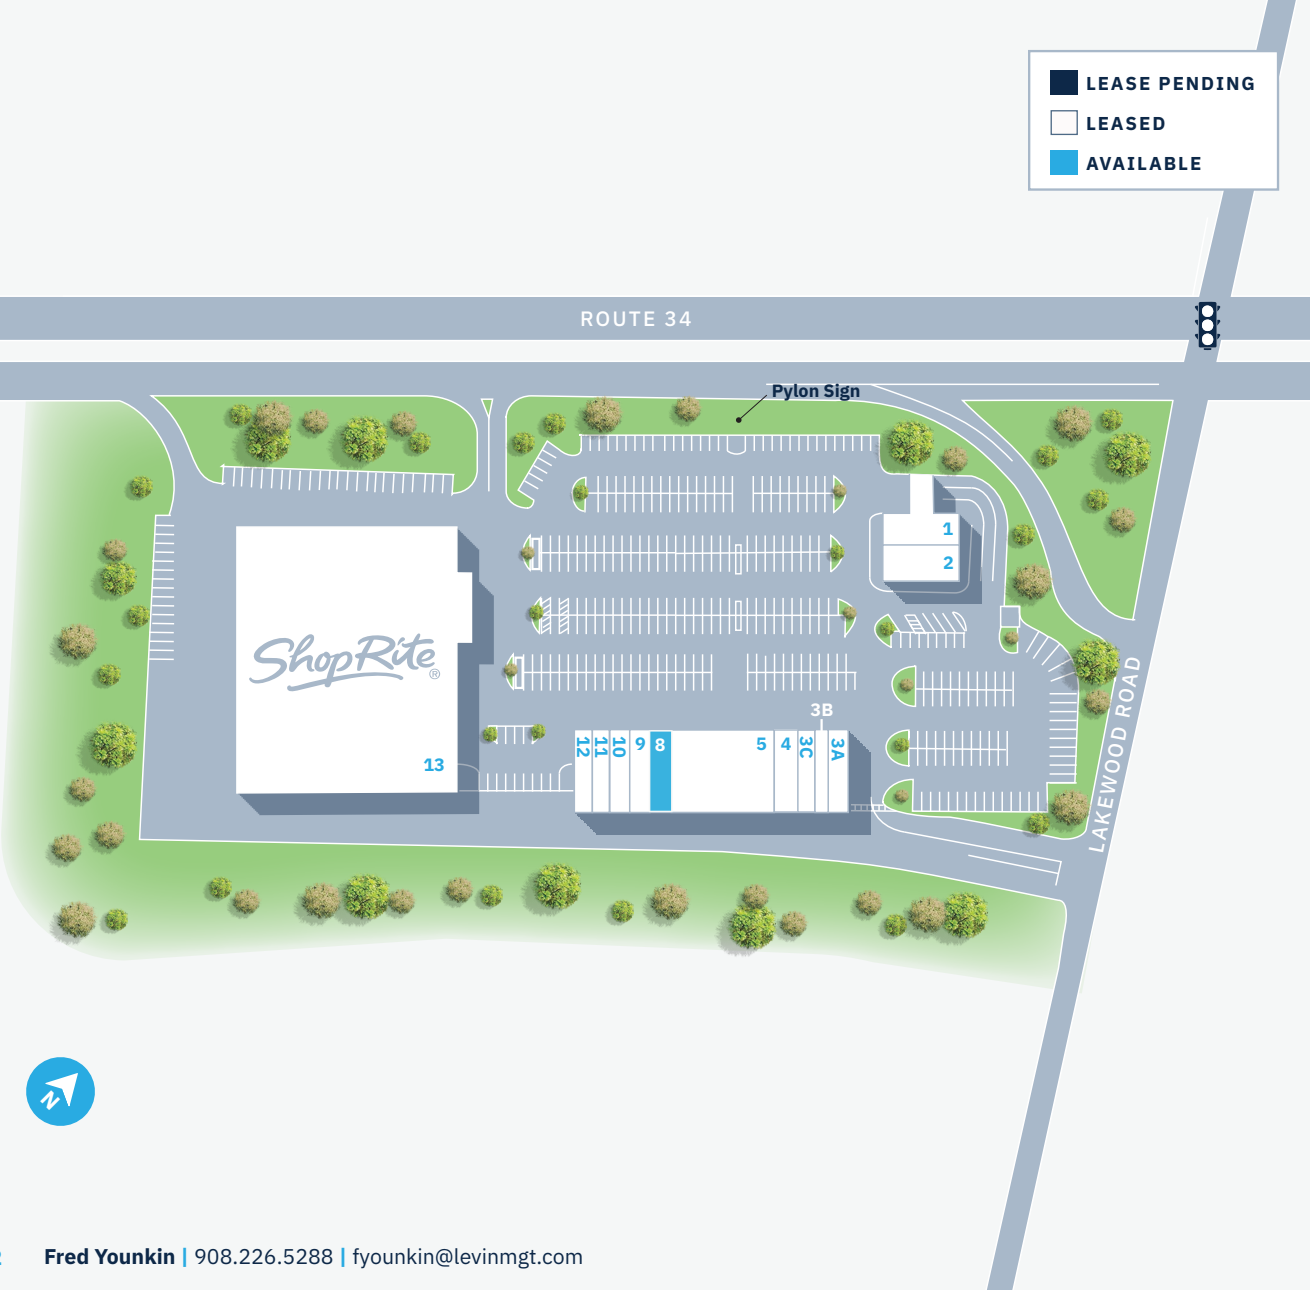 LEASE PENDING
LEASED
AVAILABLE
ROUTE 34
Pylon Sign
1
2
ShopRite®
LAKEWOOD ROAD
3B
12
11
10
9
8
5
4
3C
3A
13
N
Fred Younkin | 908.226.5288 | fyounkin@levinmgt.com